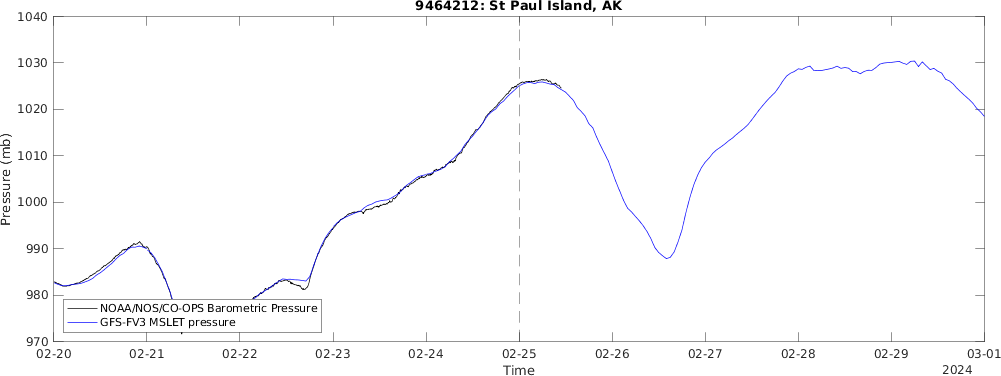 9464212: St Paul Island, AK
Pressure (mb)
1040
1030
1020
1010
1000
990
980
970
NOAA/NOS/CO-OPS Barometric Pressure
GFS-FV3 MSLET pressure
02-20 02-21 02-22 02-23 02-24 02-25 02-26 02-27 02-28 02-29 03-01
Time
2024